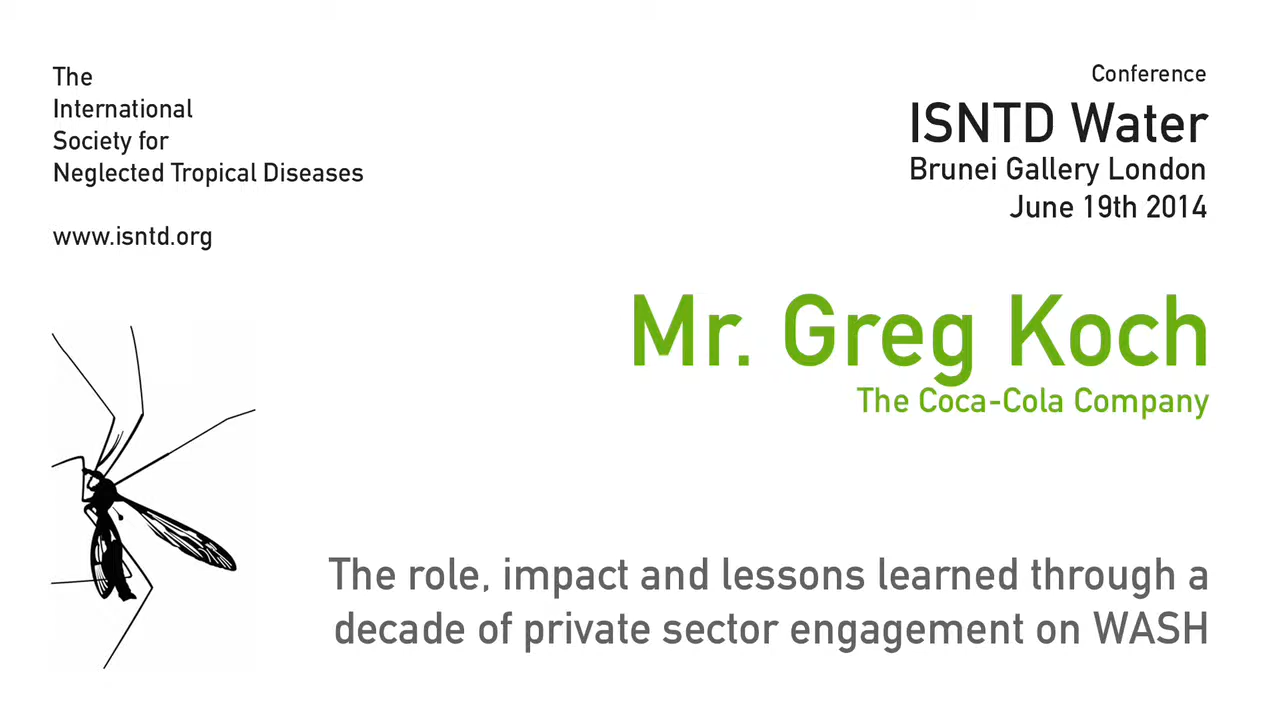 The
International
Society for
Neglected Tropical Diseases
www.isntd.org
Conference
ISNTD Water
Brunei Gallery London
June 19th 2014
Mr. Greg Koch
The Coca-Cola Company
The role, impact and lessons learned through a
decade of private sector engagement on WASH